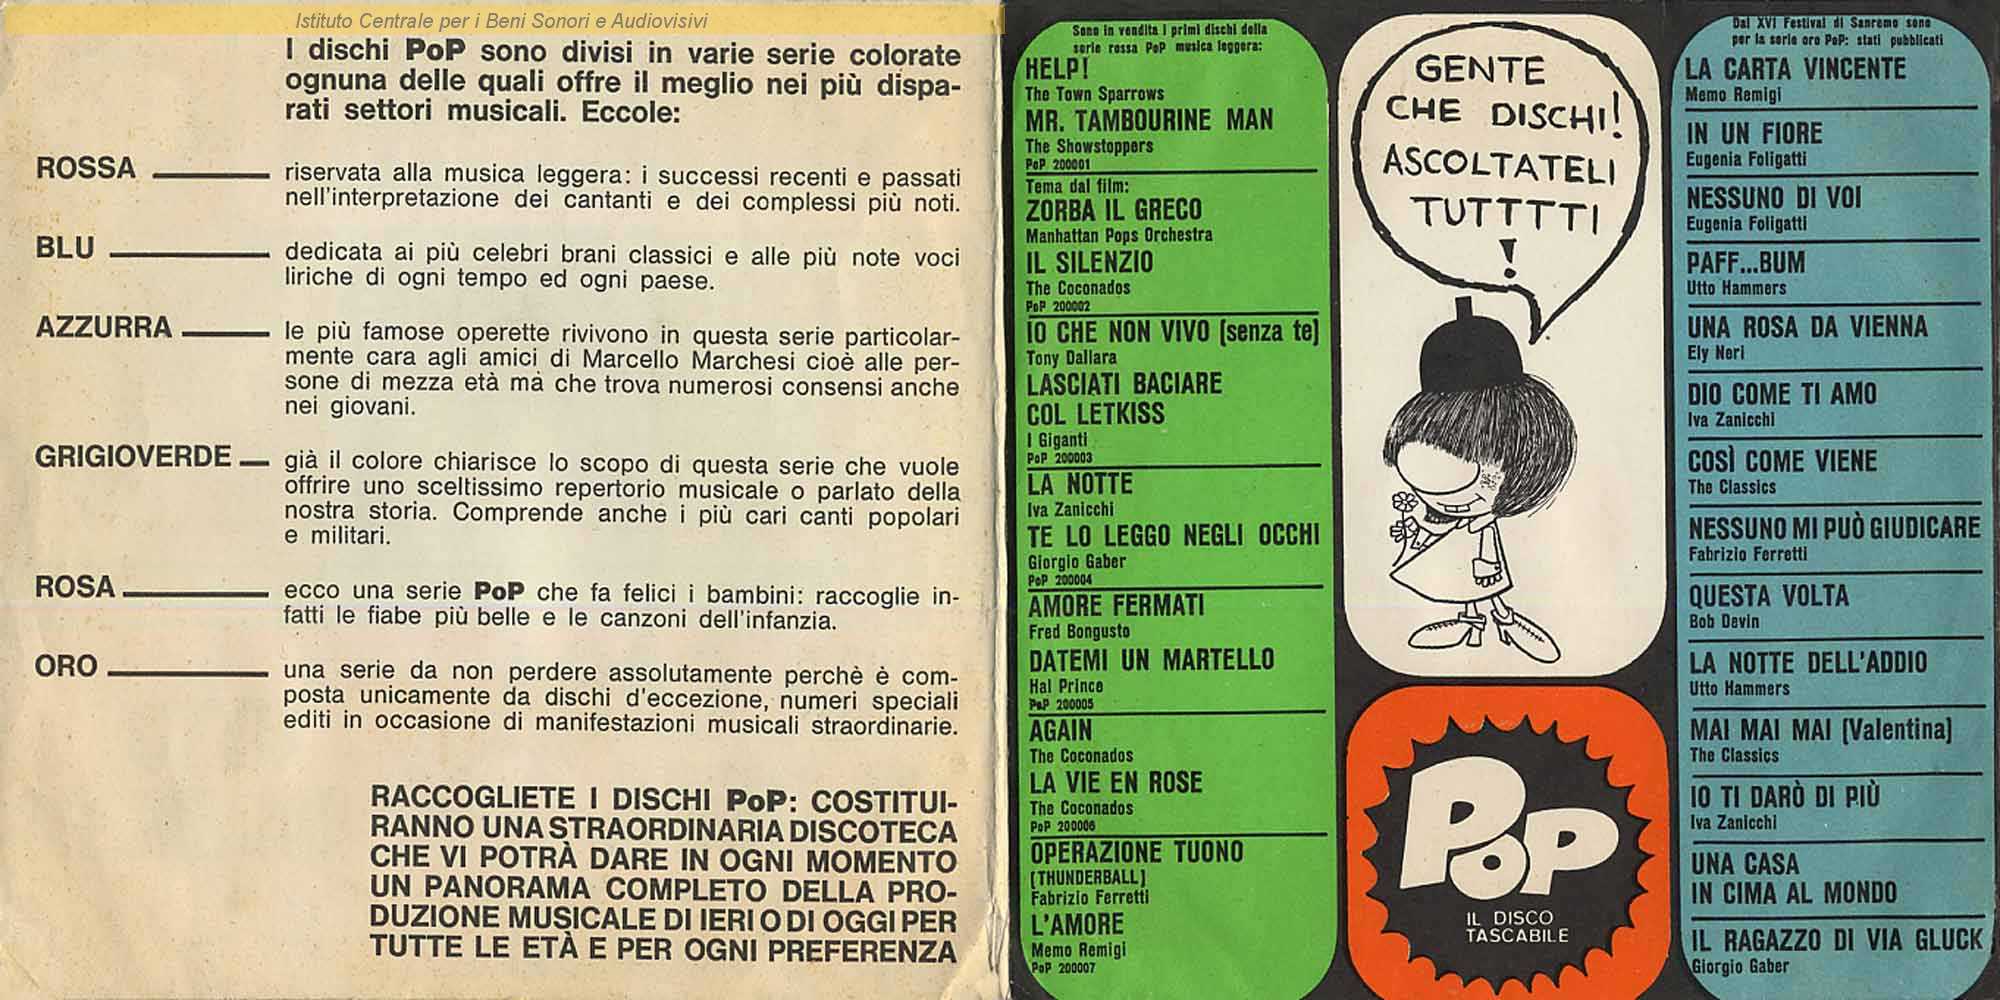 Istituto Centrale per i Beni Sonori e Audiovisivi
I dischi PoP sono divisi in varie serie colorate
ognuna delle quali offre il meglio nei più dispa-
rati settori musicali. Eccole:
ROSSA
riservata alla musica leggera: i successi recenti e passati
nell'interpretazione dei cantanti e dei complessi più noti.
BLU
dedicata ai più celebri brani classici e alle più note voci
liriche di ogni tempo ed ogni paese.
AZZURRA
le più famose operette rivivono in questa serie particolar-
mente cara agli amici di Marcello Marchesi cioè alle per-
sone di mezza età ma che trova numerosi consensi anche
nei giovani.
GRIGIOVERDE
già il colore chiarisce lo scopo di questa serie che vuole
offrire uno sceltissimo repertorio musicale o parlato della
nostra storia. Comprende anche i più cari canti popolari
e militari.
ROSA
ecco una serie PoP che fa felici i bambini: raccoglie in-
fatti le fiabe più belle e le canzoni dell'infanzia.
ORO
una serie da non perdere assolutamente perchè è com-
posta unicamente da dischi d'eccezione, numeri speciali
editi in occasione di manifestazioni musicali straordinarie.
RACCOGLIETE I DISCHI PoP: COSTITUI-
RANNO UNA STRAORDINARIA DISCOTECA
CHE VI POTRÀ DARE IN OGNI MOMENTO
UN PANORAMA COMPLETO DELLA PRO-
DUZIONE MUSICALE DI IERI O DI OGGI PER
TUTTE LE ETÀ E PER OGNI PREFERENZA
Sono in vendita i primi dischi della
serie rossa PoP musica leggera:
HELP!
The Town Sparrows
MR. TAMBOURINE MAN
The Showstoppers
PoP 200001
Tema dal film:
ZORBA IL GRECO
Manhattan Pops Orchestra
IL SILENZIO
The Coconados
PoP 200002
IO CHE NON VIVO (senza te)
Tony Dallara
LASCIATI BACIARE
COL LETKISS
I Giganti
PoP 200003
LA NOTTE
Iva Zanicchi
TE LO LEGGO NEGLI OCCHI
Giorgio Gaber
PoP 200004
AMORE FERMATI
Fred Bongusto
DATEMI UN MARTELLO
Hal Prince
PoP 200005
AGAIN
The Coconados
LA VIE EN ROSE
The Coconados
PoP 200006
OPERAZIONE TUONO
(THUNDERBALL)
Fabrizio Ferretti
L'AMORE
Memo Remigi
PoP 200007
GENTE
CHE DISCHI!
ASCOLTATELI
TUTTTTI
!
PoP
IL DISCO
TASCABILE
Dal XVI Festival di Sanremo sono
per la serie oro PoP: stati pubblicati
LA CARTA VINCENTE
Memo Remigi
IN UN FIORE
Eugenia Foligatti
NESSUNO DI VOI
Eugenia Foligatti
PAFF...BUM
Utto Hammers
UNA ROSA DA VIENNA
Ely Neri
DIO COME TI AMO
Iva Zanicchi
COSÌ COME VIENE
The Classics
NESSUNO MI PUÒ GIUDICARE
Fabrizio Ferretti
QUESTA VOLTA
Bob Devin
LA NOTTE DELL'ADDIO
Utto Hammers
MAI MAI MAI (Valentina)
The Classics
IO TI DARÒ DI PIÙ
Iva Zanicchi
UNA CASA
IN CIMA AL MONDO
IL RAGAZZO DI VIA GLUCK
Giorgio Gaber